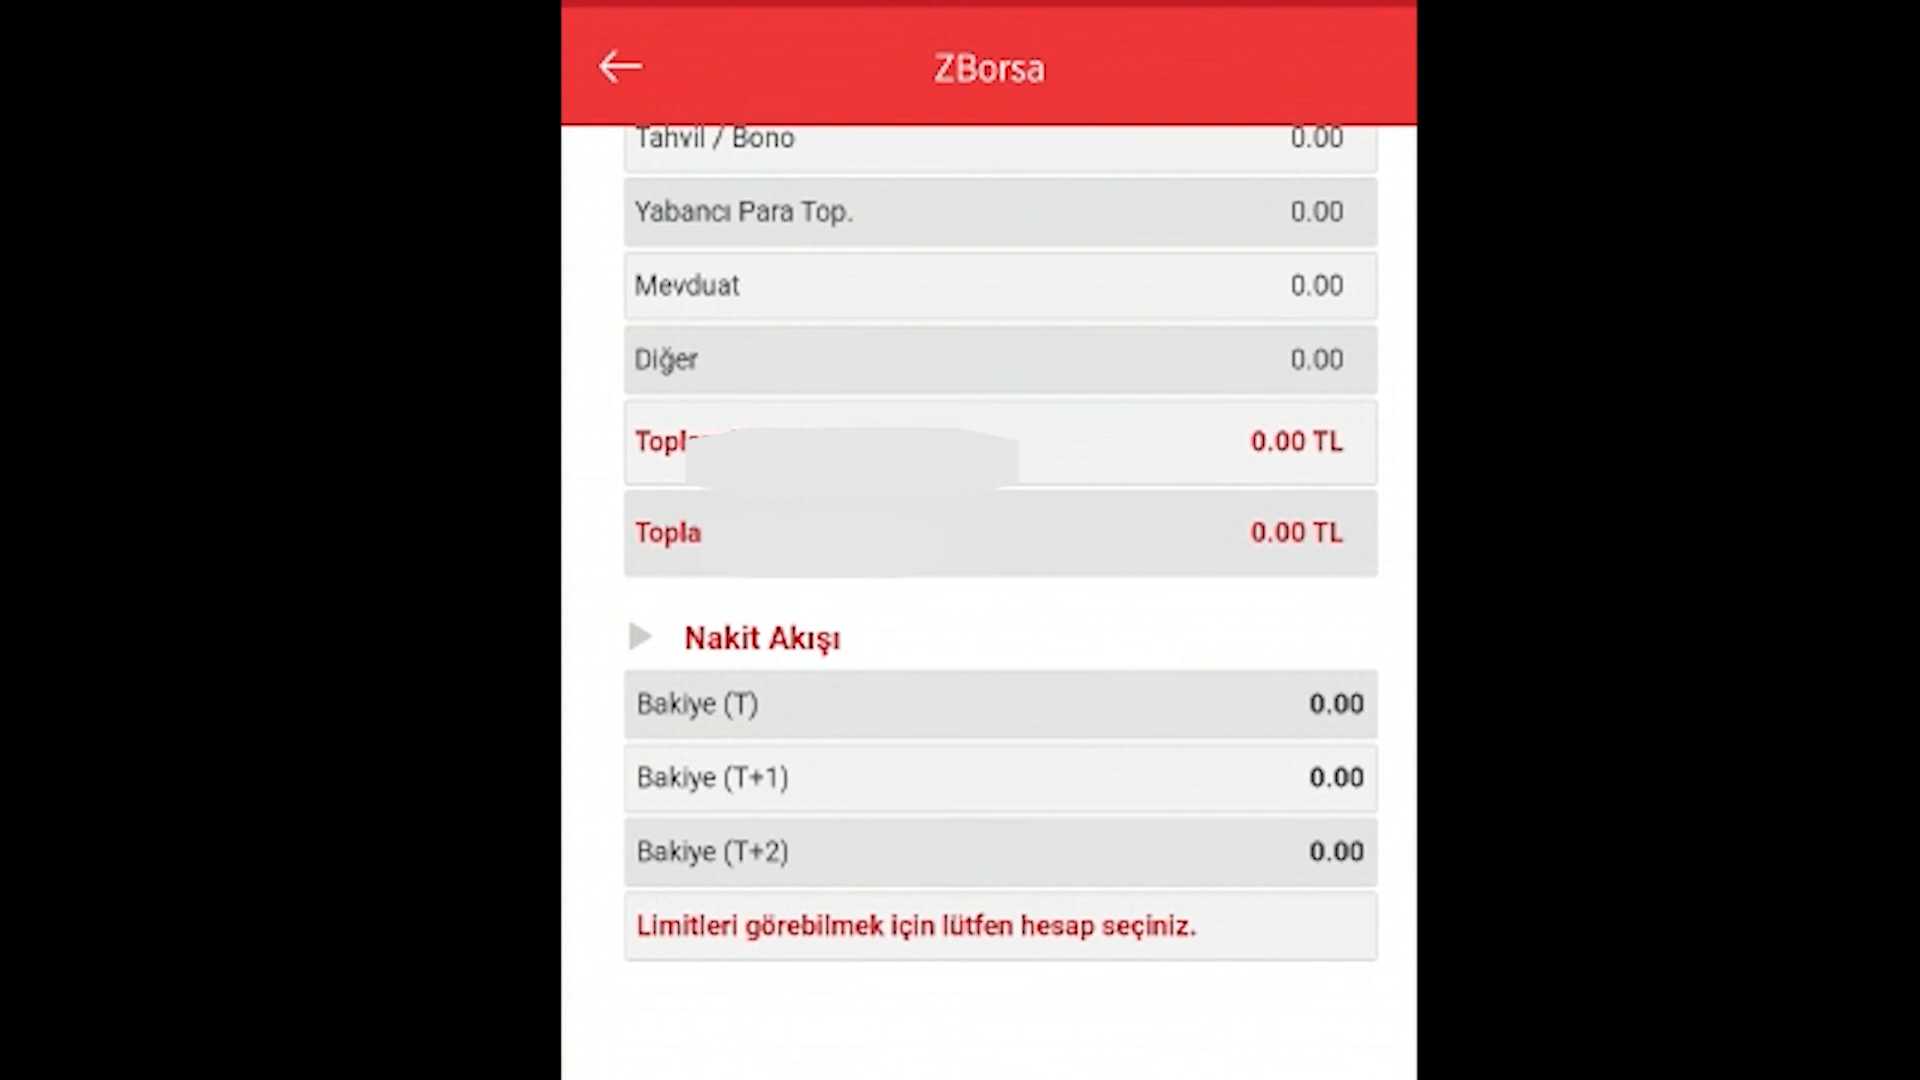 ZBorsa
Tahvil / Bono 0.00
Yabancı Para Top. 0.00
Mevduat 0.00
Diğer 0.00
0.00 TL
0.00 TL
Nakit Akışı
Bakiye (T) 0.00
Bakiye (T+1) 0.00
Bakiye (T+2) 0.00
Limitleri görebilmek için lütfen hesap seçiniz.